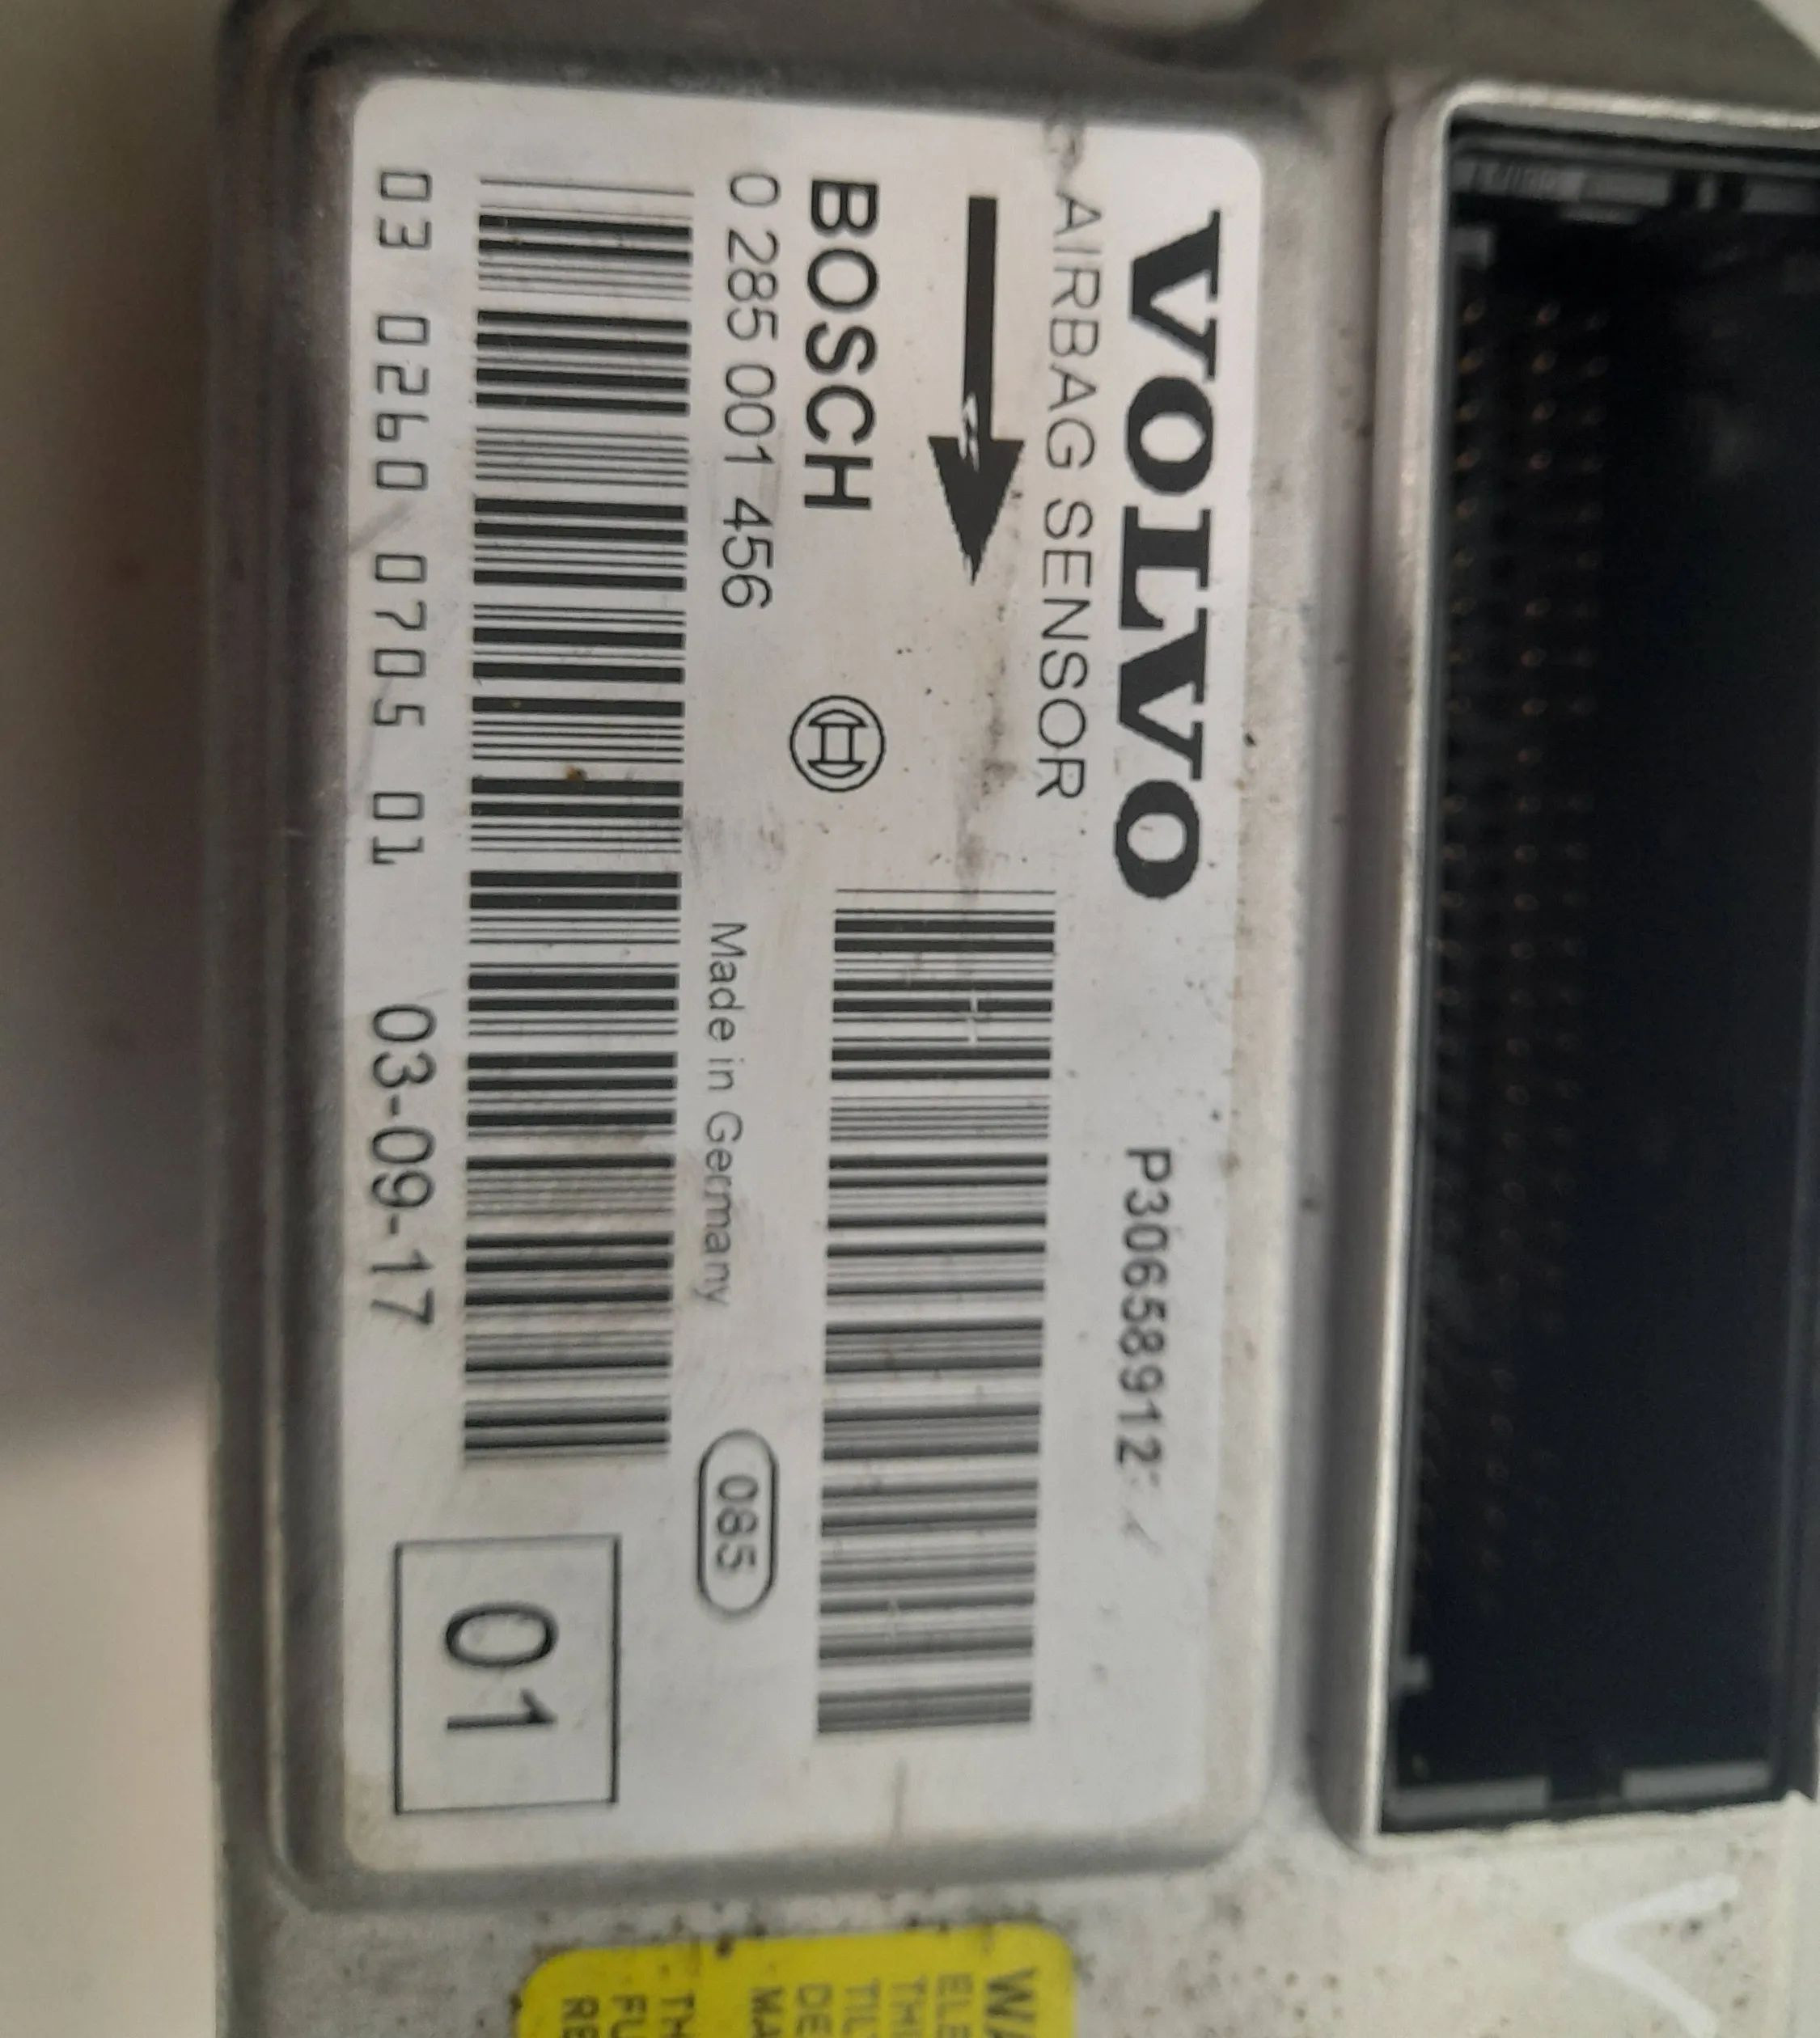 VOLVO
P30658912
AIRBAG SENSOR
BOSCH
0 285 001 456
Made in Germany
085
03 0260 0705 01 03-09-17
01